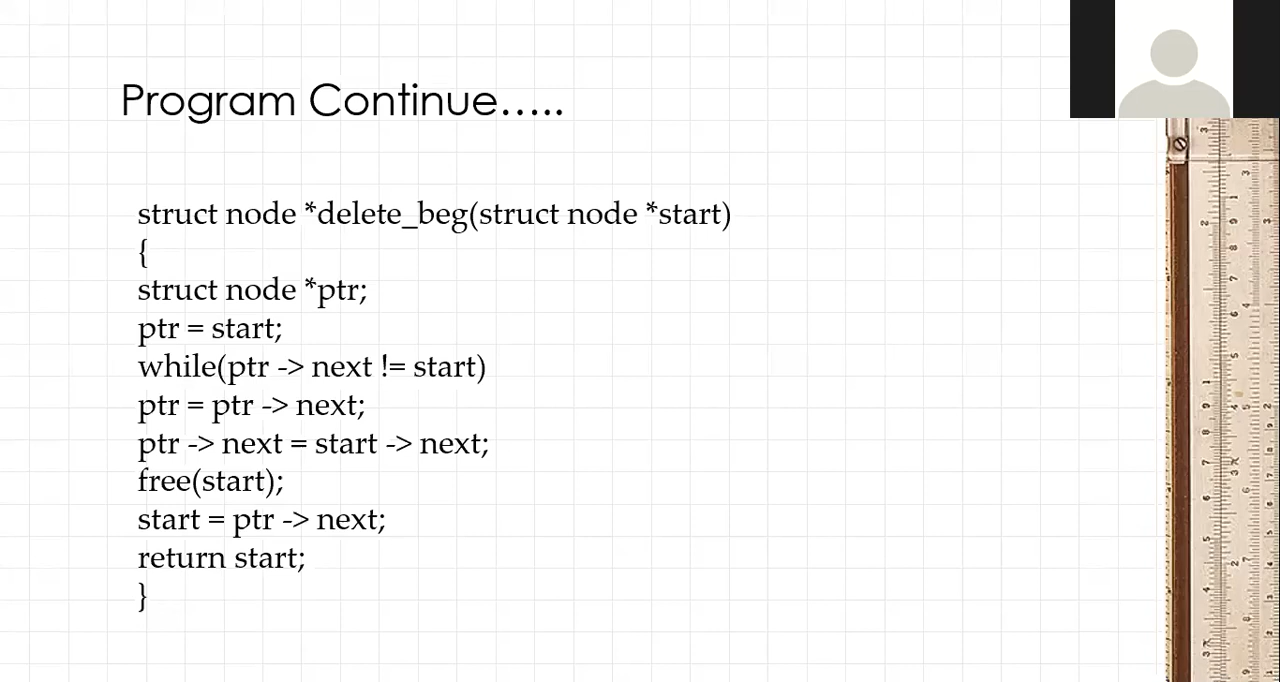 Program Continue…..
struct node *delete_beg(struct node *start)
{
struct node *ptr;
ptr = start;
while(ptr -> next != start)
ptr = ptr -> next;
ptr -> next = start -> next;
free(start);
start = ptr -> next;
return start;
}